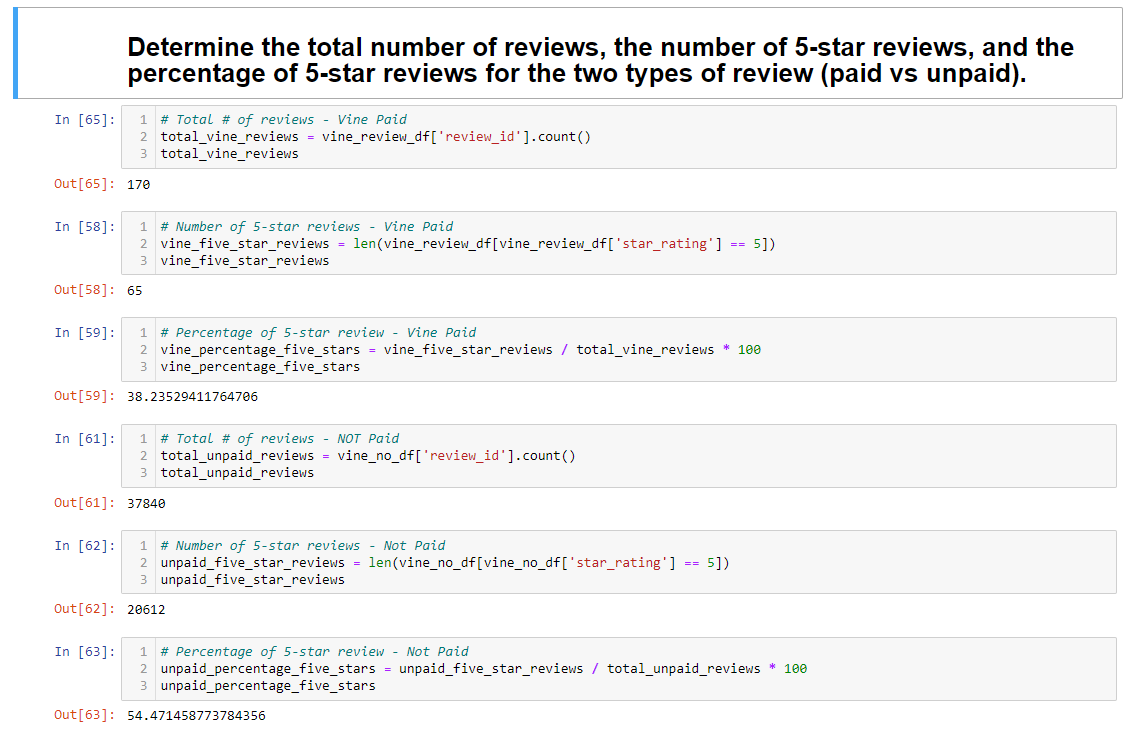 Determine the total number of reviews, the number of 5-star reviews, and the
percentage of 5-star reviews for the two types of review (paid vs unpaid).
In [65]:
1 # Total # of reviews - Vine Paid
2 total_vine_reviews = vine_review_df['review_id'].count()
3 total_vine_reviews
Out[65]: 170
In [58]:
1 # Number of 5-star reviews - Vine Paid
2 vine_five_star_reviews = len(vine_review_df[vine_review_df['star_rating'] == 5])
3 vine_five_star_reviews
Out[58]: 65
In [59]:
1 # Percentage of 5-star review - Vine Paid
2 vine_percentage_five_stars = vine_five_star_reviews / total_vine_reviews * 100
3 vine_percentage_five_stars
Out[59]: 38.23529411764706
In [61]:
1 # Total # of reviews - NOT Paid
2 total_unpaid_reviews = vine_no_df['review_id'].count()
3 total_unpaid_reviews
Out[61]: 37840
In [62]:
1 # Number of 5-star reviews - Not Paid
2 unpaid_five_star_reviews = len(vine_no_df[vine_no_df['star_rating'] == 5])
3 unpaid_five_star_reviews
Out[62]: 20612
In [63]:
1 # Percentage of 5-star review - Not Paid
2 unpaid_percentage_five_stars = unpaid_five_star_reviews / total_unpaid_reviews * 100
3 unpaid_percentage_five_stars
Out[63]: 54.471458773784356